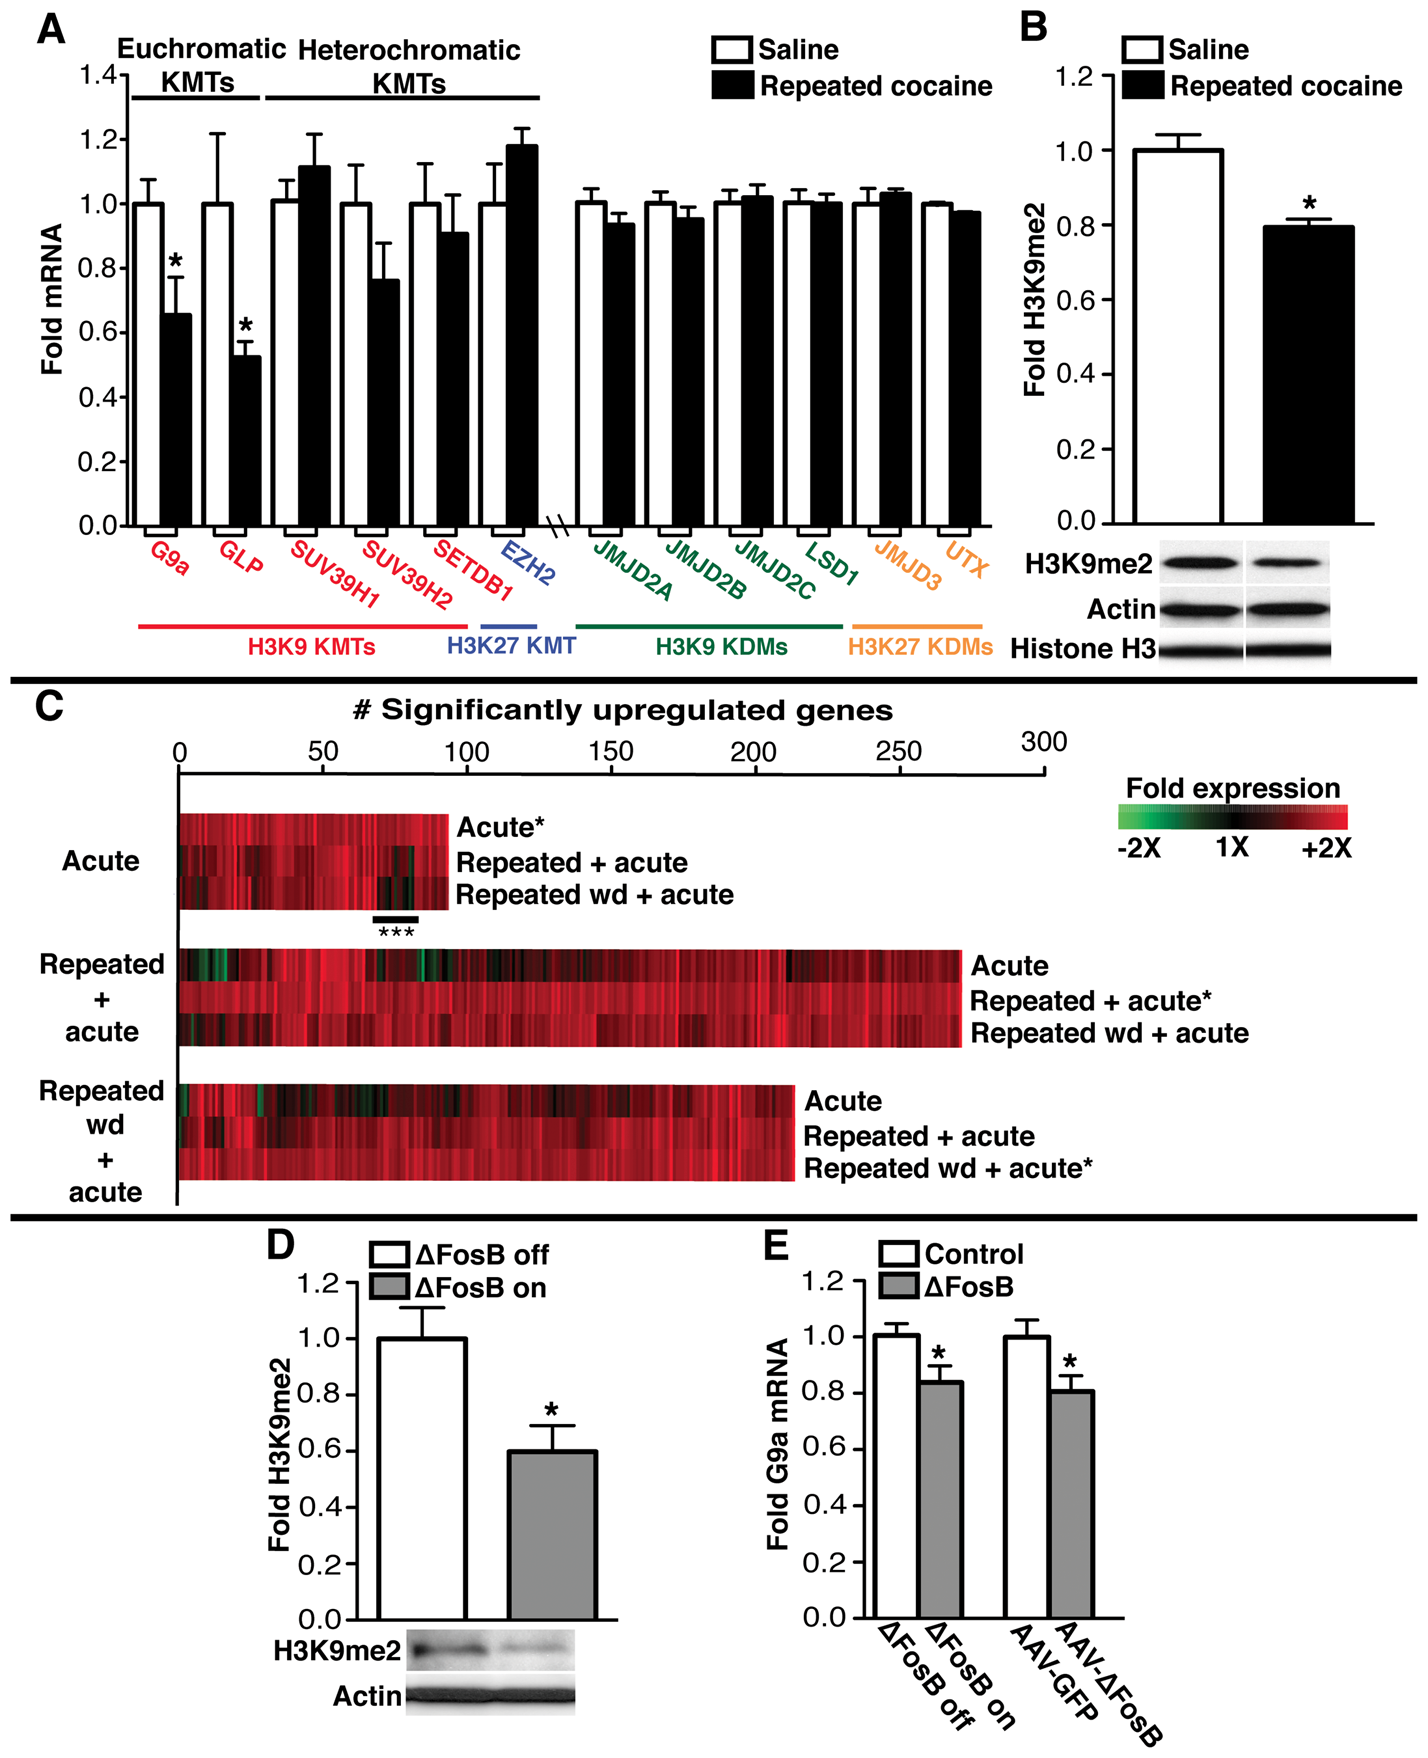 A
Euchromatic KMTs
Heterochromatic KMTs
Saline
Repeated cocaine
Fold mRNA
1.4
1.2
1.0
0.8
0.6
0.4
0.2
0.0
*
*
G9a
GLP
SUV39H1
SUV39H2
SETDB1
EZH2
JMJD2A
JMJD2B
JMJD2C
LSD1
JMJD3
UTX
H3K9 KMTs
H3K27 KMT
H3K9 KDMs
H3K27 KDMs
B
Saline
Repeated cocaine
Fold H3K9me2
1.2
1.0
0.8
0.6
0.4
0.2
0.0
*
H3K9me2
Actin
Histone H3
C
# Significantly upregulated genes
0 50 100 150 200 250 300
Fold expression
-2X 1X +2X
Acute
Acute*
Repeated + acute
Repeated wd + acute
***
Repeated
+
acute
Acute
Repeated + acute*
Repeated wd + acute
Repeated
wd
+
acute
Acute
Repeated + acute
Repeated wd + acute*
D
ΔFosB off
ΔFosB on
Fold H3K9me2
1.2
1.0
0.8
0.6
0.4
0.2
0.0
*
H3K9me2
Actin
E
Control
ΔFosB
Fold G9a mRNA
1.2
1.0
0.8
0.6
0.4
0.2
0.0
*
*
ΔFosB off
ΔFosB on
AAV-GFP
AAV-ΔFosB